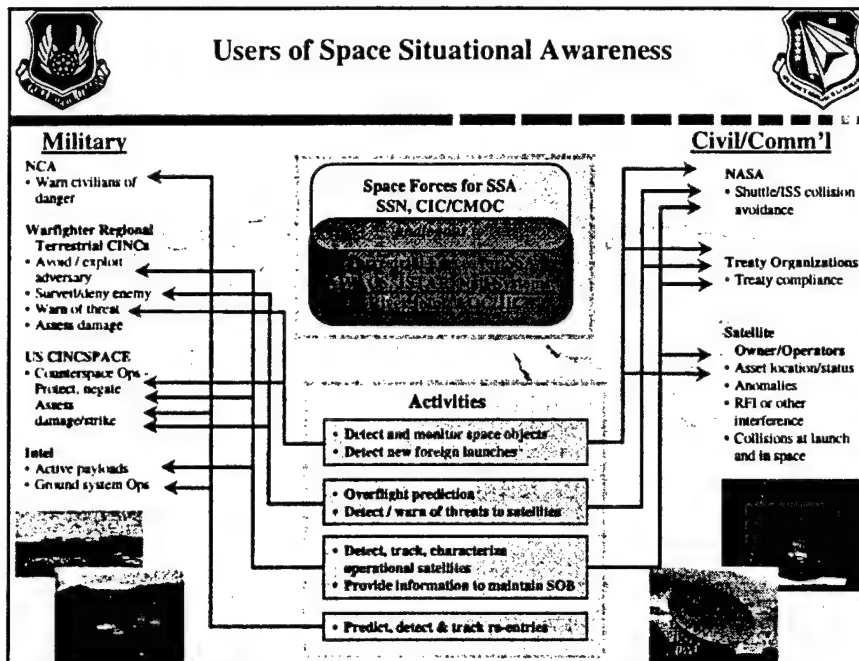 Users of Space Situational Awareness
Military
NCA
• Warn civilians of
danger
Warfighter Regional
Terrestrial CINCs
• Avoid / exploit
adversary
• Surveil/deny enemy
• Warn of threat
• Assess damage
US CINCSPACE
• Counterspace Ops -
Protect, negate
Assess
damage/strike
Intel
• Active payloads
• Ground system Ops
Space Forces for SSA
SSN, CIC/CMOC
Activities
• Detect and monitor space objects
• Detect new foreign launches
• Overflight prediction
• Detect / warn of threats to satellites
• Detect, track, characterize
operational satellites
• Provide information to maintain SOB
• Predict, detect & track re-entries
Civil/Comm'l
NASA
• Shuttle/ISS collision
avoidance
Treaty Organizations
• Treaty compliance
Satellite
Owner/Operators
• Asset location/status
• Anomalies
• RFI or other
interference
• Collisions at launch
and in space